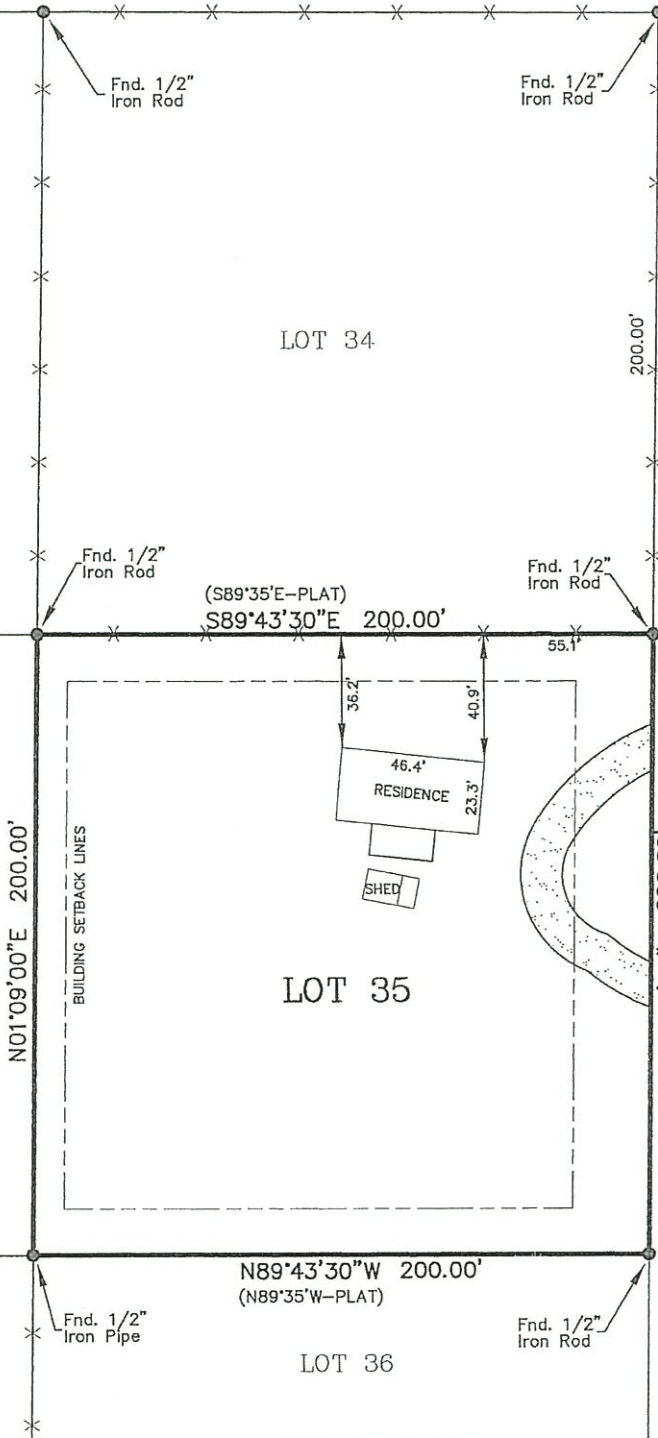 Fnd. 1/2"
Iron Rod
Fnd. 1/2"
Iron Rod
LOT 34
200.00'
Fnd. 1/2"
Iron Rod
Fnd. 1/2"
Iron Rod
(S89°35'E-PLAT)
S89°43'30"E 200.00'
55.1'
36.2'
40.9'
46.4'
RESIDENCE
23.3'
SHED
BUILDING SETBACK LINES
N01°09'00"E 200.00'
LOT 35
N89°43'30"W 200.00'
(N89°35'W-PLAT)
Fnd. 1/2"
Iron Pipe
Fnd. 1/2"
Iron Rod
LOT 36